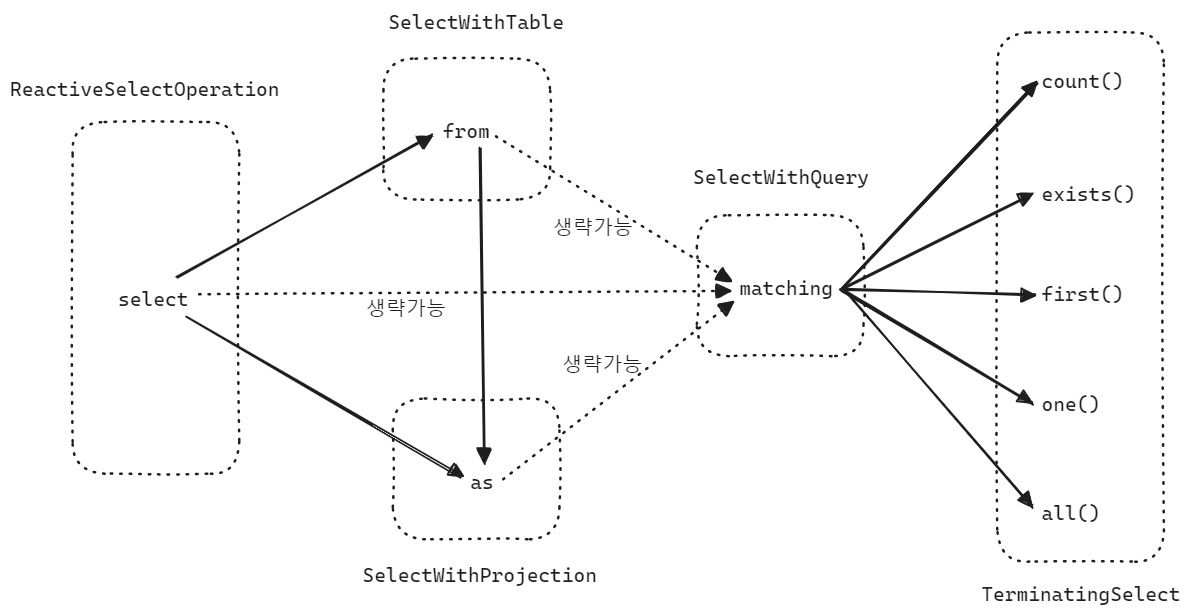 SelectWithTable
ReactiveSelectOperation
from
SelectWithQuery
생략가능
select
생략가능
matching
생략가능
as
SelectWithProjection
count()
exists()
first()
one()
all()
TerminatingSelect